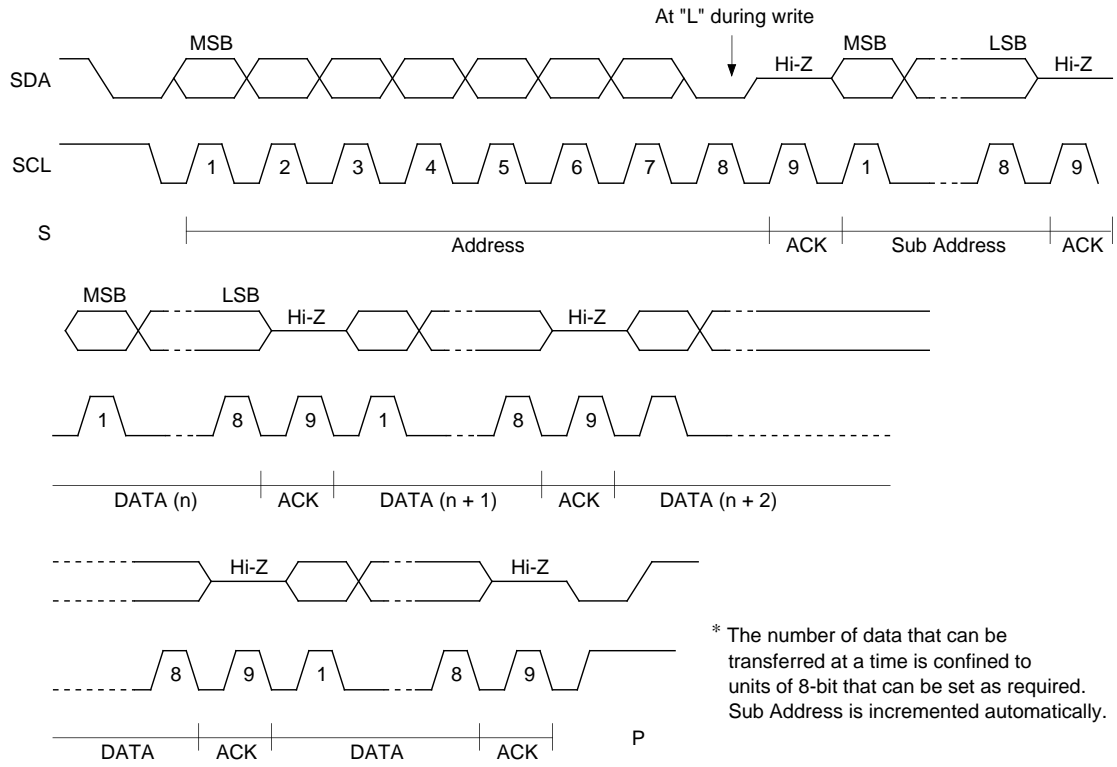 At "L" during write
MSB
MSB
LSB
SDA
Hi-Z
Hi-Z
SCL
1 2 3 4 5 6 7 8 9 1 8 9
S
Address
ACK
Sub Address
ACK
MSB
LSB
Hi-Z
Hi-Z
1 8 9 1 8 9
DATA (n)
ACK
DATA (n + 1)
ACK
DATA (n + 2)
Hi-Z
Hi-Z
8 9 1 8 9
DATA
ACK
DATA
ACK
P
* The number of data that can be
transferred at a time is confined to
units of 8-bit that can be set as required.
Sub Address is incremented automatically.